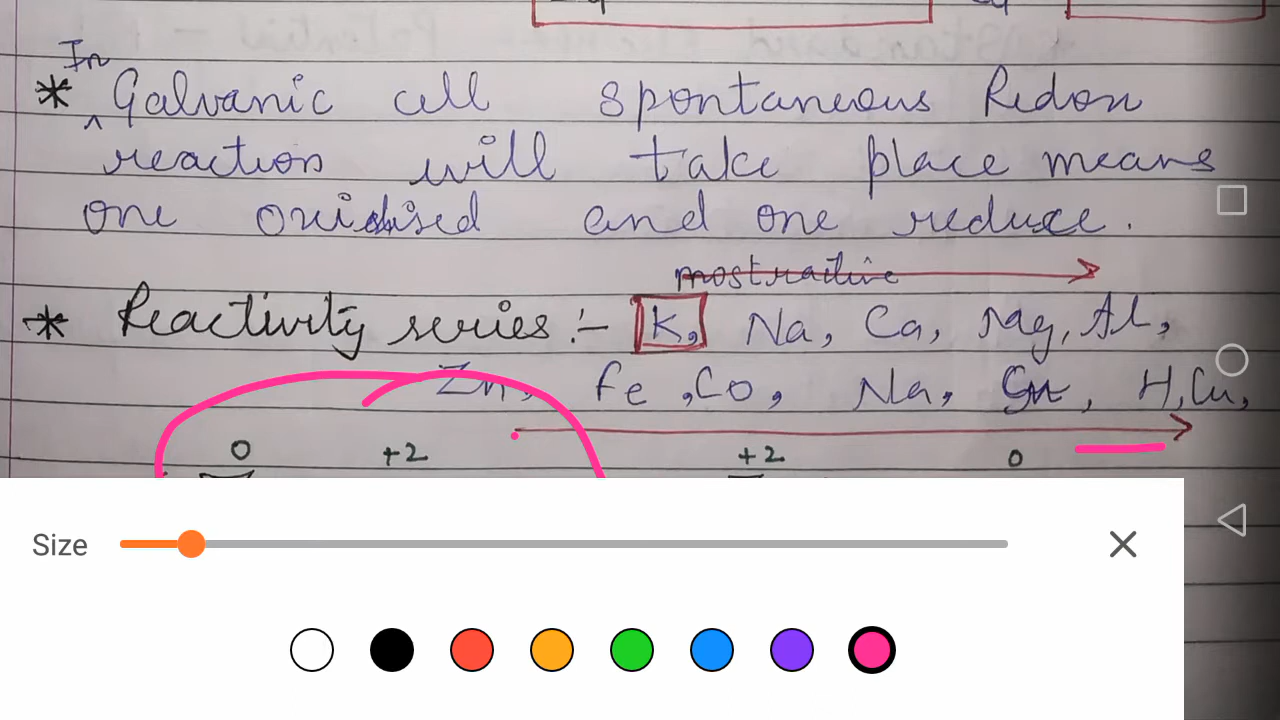 In
* Galvanic cell spontaneous Redox
reaction will take place means
one oxidised and one reduce.
most reactive
* Reactivity series :- K, Na, Ca, Mg, Al,
Zn, Fe, Co, Na, H, Cu,
0 +2 +2 0
Size